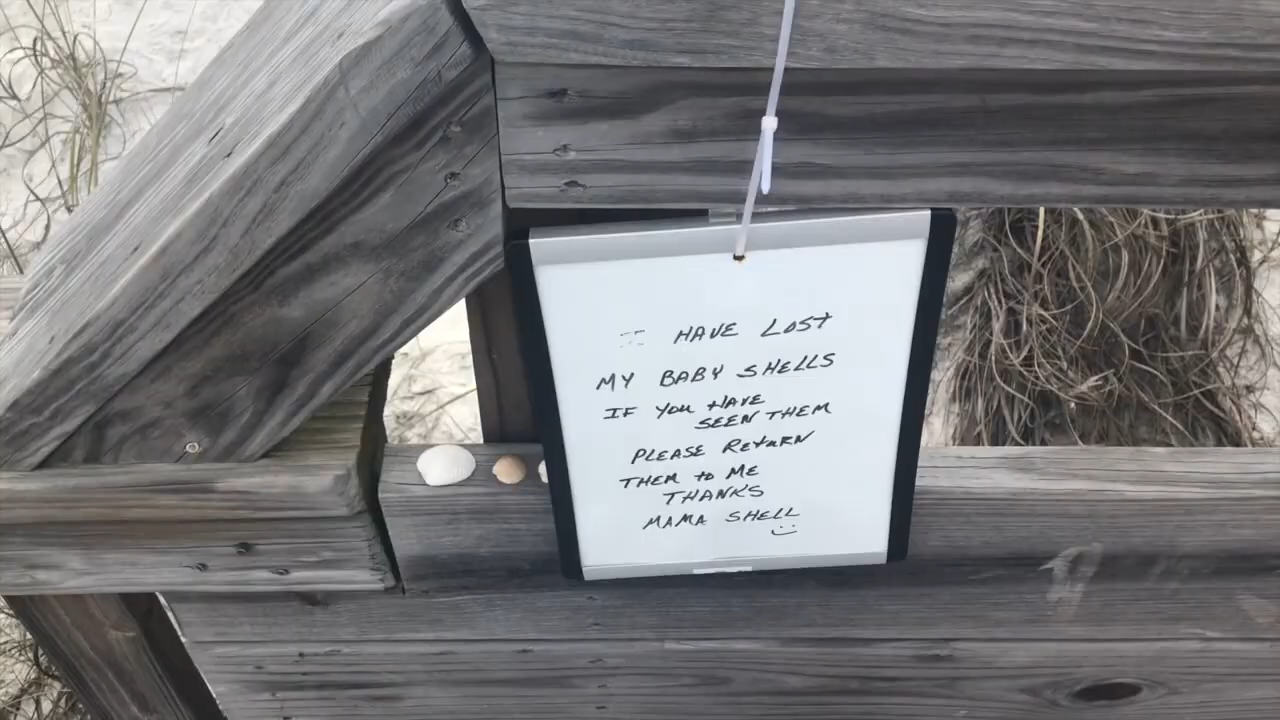 HAVE LOST
MY BABY SHELLS
IF YOU HAVE
SEEN THEM
PLEASE RETURN
THEM to ME
THANKS
MAMA SHELL